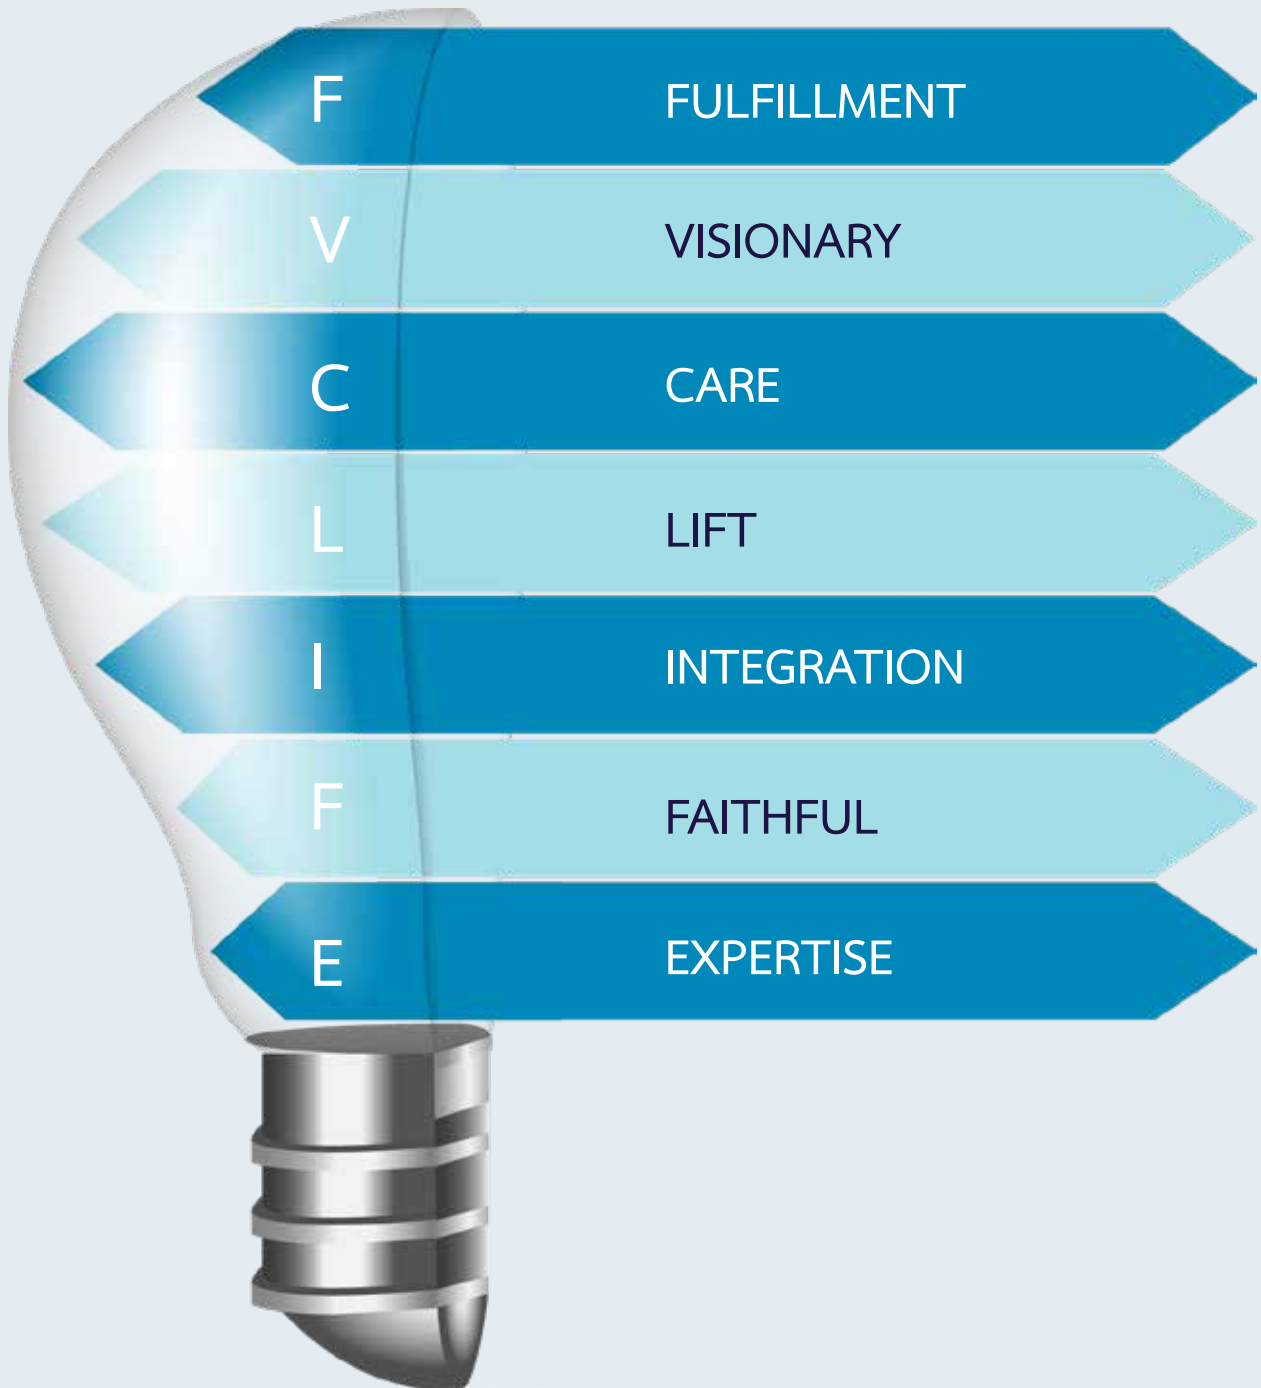 F FULFILLMENT
V VISIONARY
C CARE
L LIFT
I INTEGRATION
F FAITHFUL
E EXPERTISE